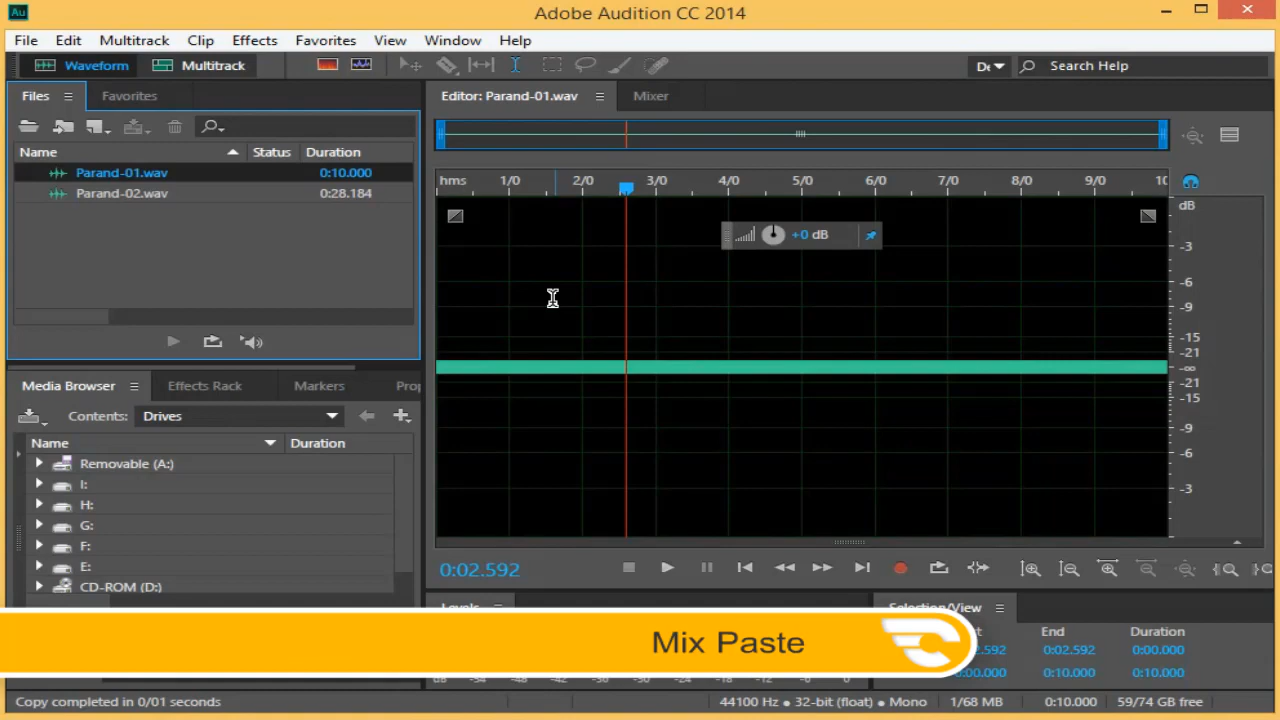 Au
Adobe Audition CC 2014
File Edit Multitrack Clip Effects Favorites View Window Help
Waveform Multitrack
Search Help
Files Favorites
Editor: Parand-01.wav Mixer
Name Status Duration
Parand-01.wav 0:10.000
Parand-02.wav 0:28.184
hms 1/0 2/0 3/0 4/0 5/0 6/0 7/0 8/0 9/0 10
+0 dB
dB
-3
-6
-9
-15
-21
-∞
-21
-15
-9
-6
-3
Media Browser Effects Rack Markers
Contents: Drives
Name Duration
Removable (A:)
I:
H:
G:
F:
E:
CD-ROM (D:)
0:02.592
Levels
Selection/View
End Duration
0:02.592 0:00.000
0:10.000 0:10.000
Mix Paste
Copy completed in 0/01 seconds
44100 Hz ● 32-bit (float) ● Mono 1/68 MB 0:10.000 59/74 GB free